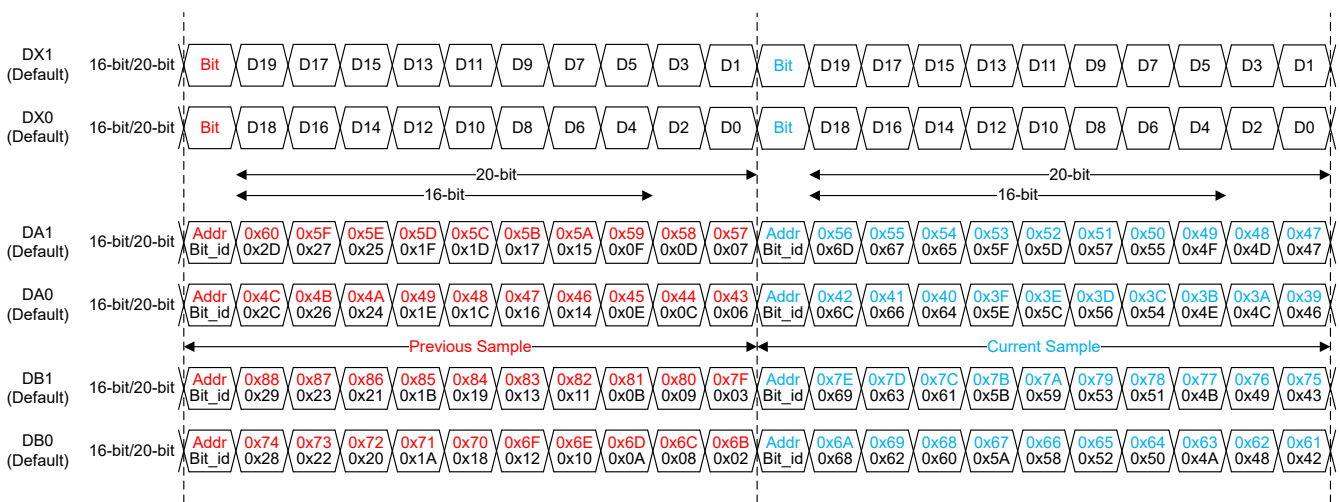 DX1
(Default)
16-bit/20-bit
Bit D19 D17 D15 D13 D11 D9 D7 D5 D3 D1 Bit D19 D17 D15 D13 D11 D9 D7 D5 D3 D1
DX0
(Default)
16-bit/20-bit
Bit D18 D16 D14 D12 D10 D8 D6 D4 D2 D0 Bit D18 D16 D14 D12 D10 D8 D6 D4 D2 D0
20-bit 20-bit
16-bit 16-bit
DA1
(Default)
16-bit/20-bit
Addr 0x60 0x5F 0x5E 0x5D 0x5C 0x5B 0x5A 0x59 0x58 0x57 Addr 0x56 0x55 0x54 0x53 0x52 0x51 0x50 0x49 0x48 0x47
Bit_id 0x2D 0x27 0x25 0x1F 0x1D 0x17 0x15 0x0F 0x0D 0x07 Bit_id 0x6D 0x67 0x65 0x5F 0x5D 0x57 0x55 0x4F 0x4D 0x47
DA0
(Default)
16-bit/20-bit
Addr 0x4C 0x4B 0x4A 0x49 0x48 0x47 0x46 0x45 0x44 0x43 Addr 0x42 0x41 0x40 0x3F 0x3E 0x3D 0x3C 0x3B 0x3A 0x39
Bit_id 0x2C 0x26 0x24 0x1E 0x1C 0x16 0x14 0x0E 0x0C 0x06 Bit_id 0x6C 0x66 0x64 0x5E 0x5C 0x56 0x54 0x4E 0x4C 0x46
Previous Sample Current Sample
DB1
(Default)
16-bit/20-bit
Addr 0x88 0x87 0x86 0x85 0x84 0x83 0x82 0x81 0x80 0x7F Addr 0x7E 0x7D 0x7C 0x7B 0x7A 0x79 0x78 0x77 0x76 0x75
Bit_id 0x29 0x23 0x21 0x1B 0x19 0x13 0x11 0x0B 0x09 0x03 Bit_id 0x69 0x63 0x61 0x5B 0x59 0x53 0x51 0x4B 0x49 0x43
DB0
(Default)
16-bit/20-bit
Addr 0x74 0x73 0x72 0x71 0x70 0x6F 0x6E 0x6D 0x6C 0x6B Addr 0x6A 0x69 0x68 0x67 0x66 0x65 0x64 0x63 0x62 0x61
Bit_id 0x28 0x22 0x20 0x1A 0x18 0x12 0x10 0x0A 0x08 0x02 Bit_id 0x68 0x62 0x60 0x5A 0x58 0x52 0x50 0x4A 0x48 0x42